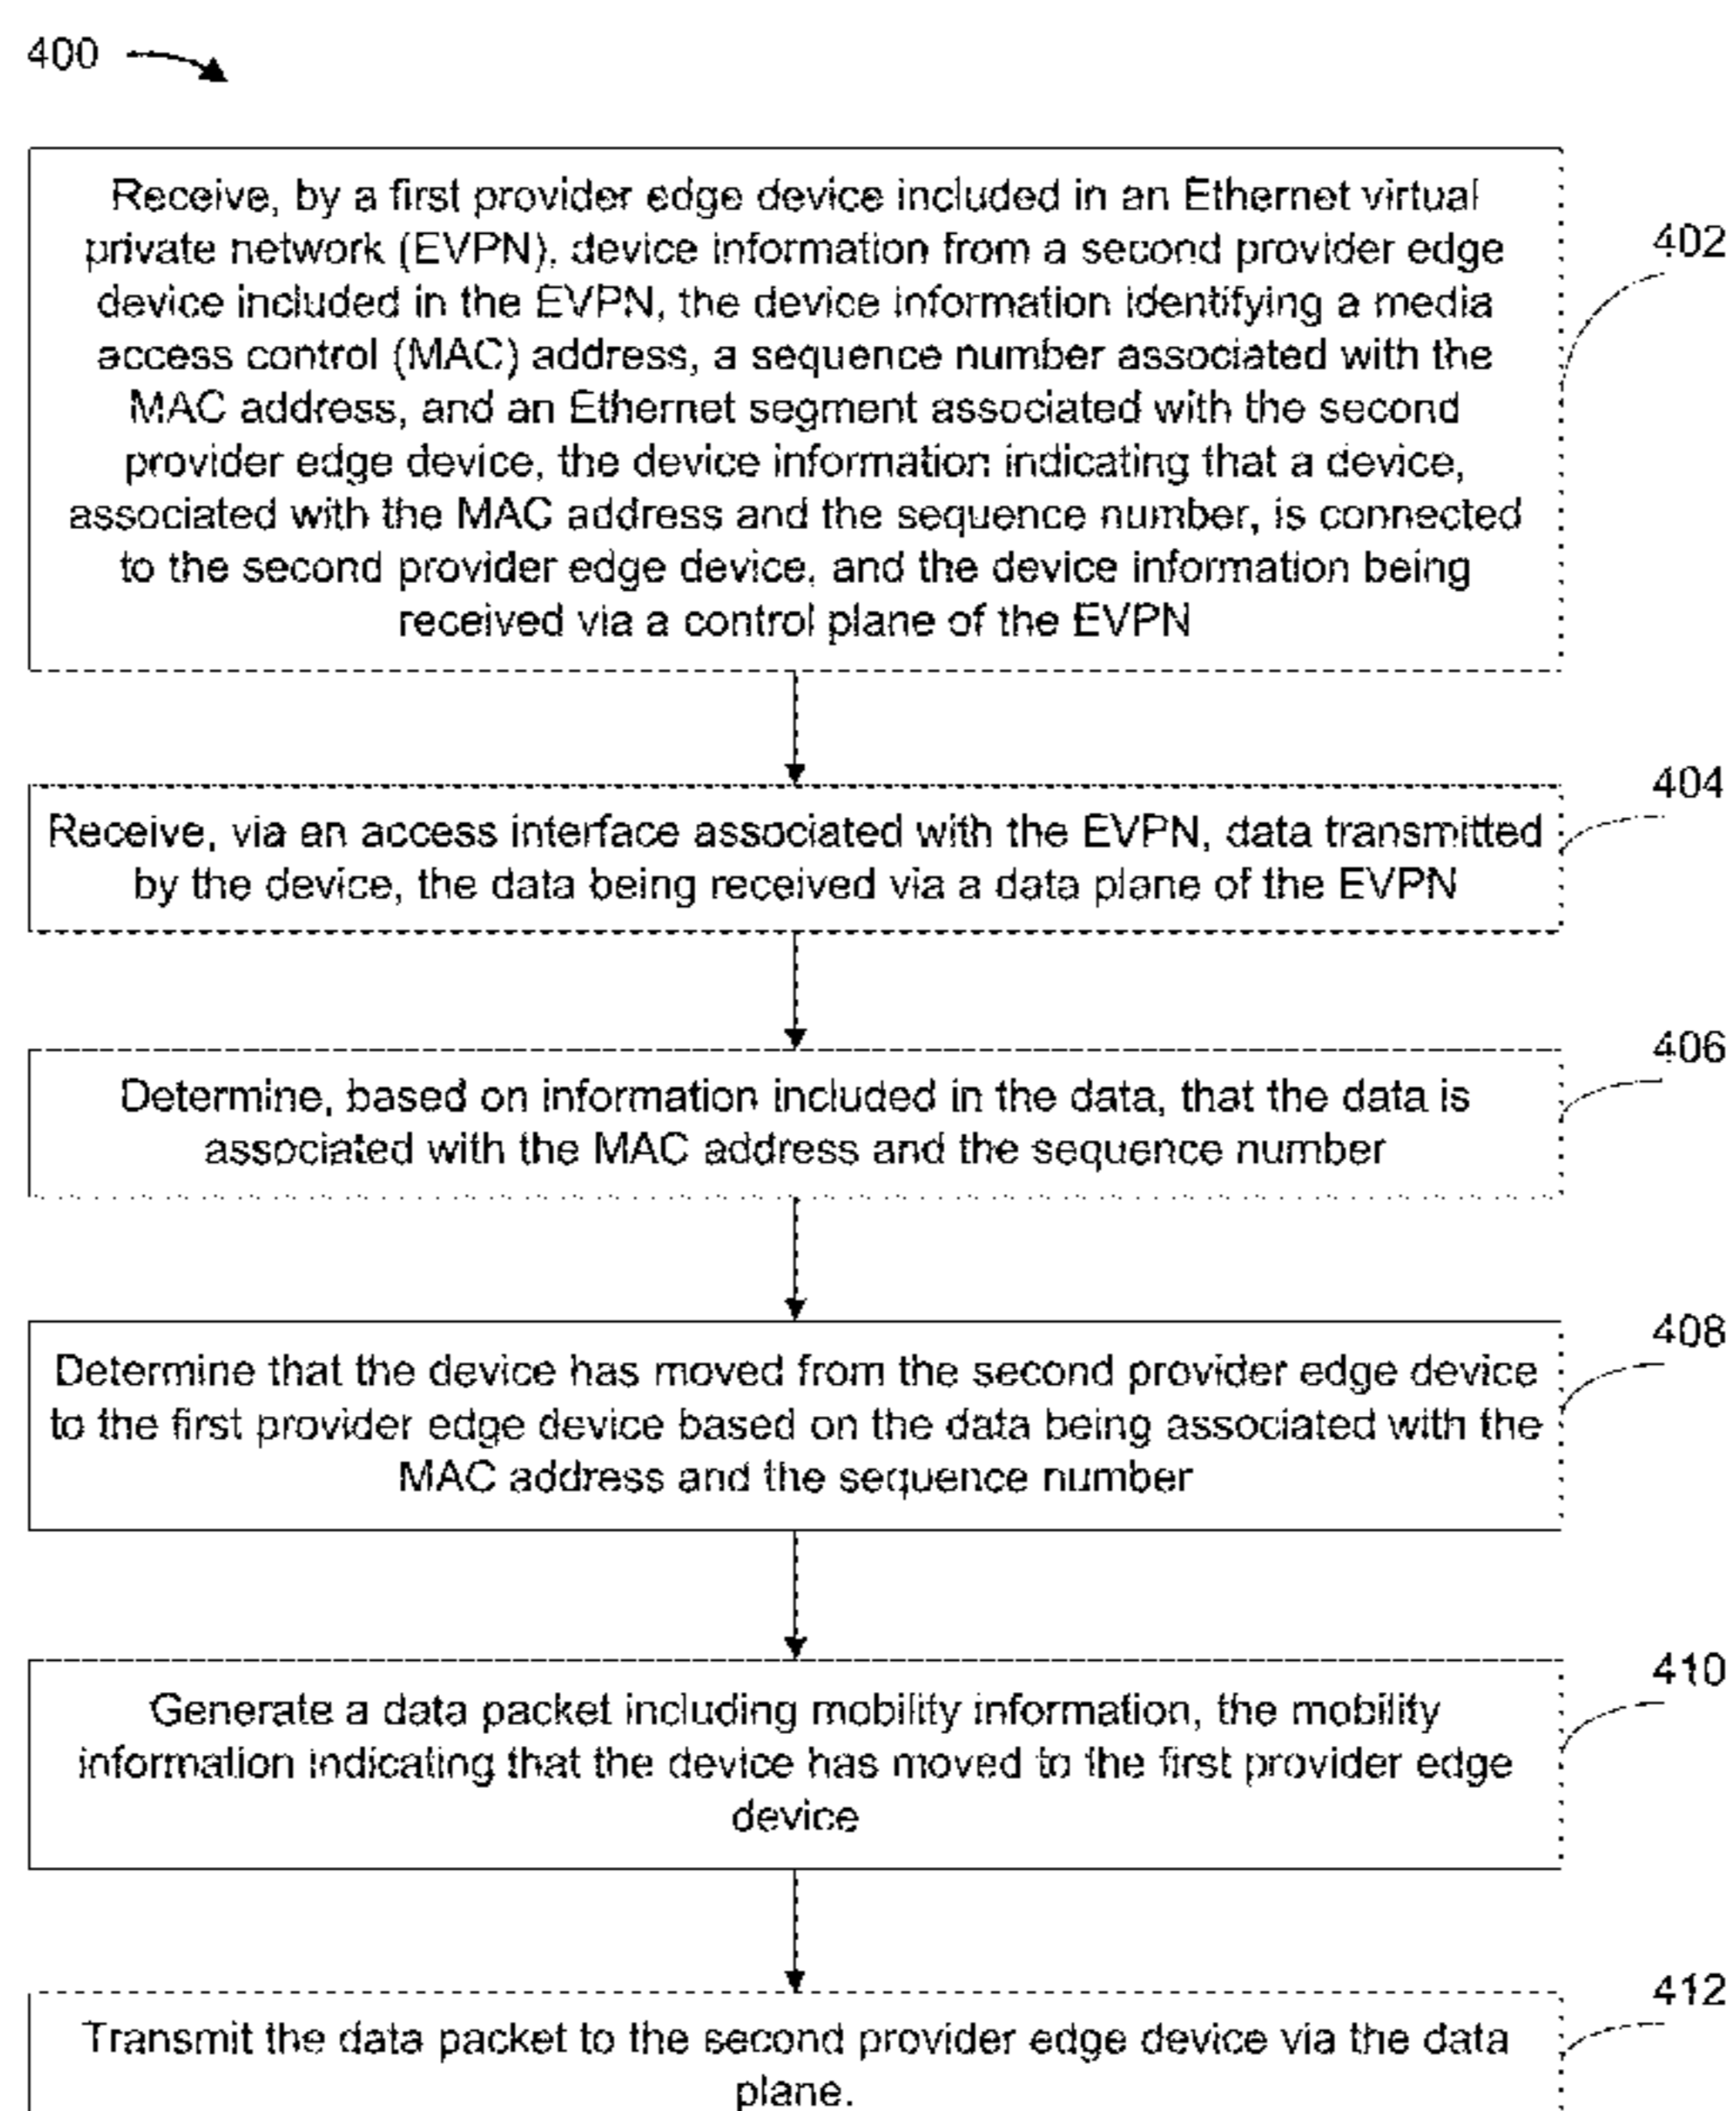 400
Receive, by a first provider edge device included in an Ethernet virtual
private network (EVPN), device information from a second provider edge
device included in the EVPN, the device information identifying a media
access control (MAC) address, a sequence number associated with the
MAC address, and an Ethernet segment associated with the second
provider edge device, the device information indicating that a device,
associated with the MAC address and the sequence number, is connected
to the second provider edge device, and the device information being
received via a control plane of the EVPN
402
Receive, via an access interface associated with the EVPN, data transmitted
by the device, the data being received via a data plane of the EVPN
404
Determine, based on information included in the data, that the data is
associated with the MAC address and the sequence number
406
Determine that the device has moved from the second provider edge device
to the first provider edge device based on the data being associated with the
MAC address and the sequence number
408
Generate a data packet including mobility information, the mobility
information indicating that the device has moved to the first provider edge
device
410
Transmit the data packet to the second provider edge device via the data
plane.
412